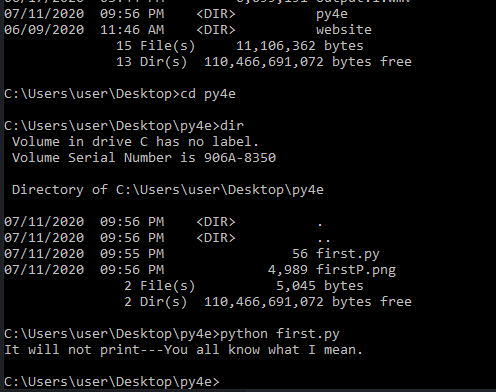 07/11/2020  09:56 PM    <DIR>          py4e
06/09/2020  11:46 AM    <DIR>          website
              15 File(s)     11,106,362 bytes
              13 Dir(s)  110,466,691,072 bytes free
C:\Users\user\Desktop>cd py4e
C:\Users\user\Desktop\py4e>dir
 Volume in drive C has no label.
 Volume Serial Number is 906A-8350
 Directory of C:\Users\user\Desktop\py4e
07/11/2020  09:56 PM    <DIR>          .
07/11/2020  09:56 PM    <DIR>          ..
07/11/2020  09:55 PM                56 first.py
07/11/2020  09:56 PM             4,989 firstP.png
               2 File(s)          5,045 bytes
               2 Dir(s)  110,466,691,072 bytes free
C:\Users\user\Desktop\py4e>python first.py
It will not print---You all know what I mean.
C:\Users\user\Desktop\py4e>